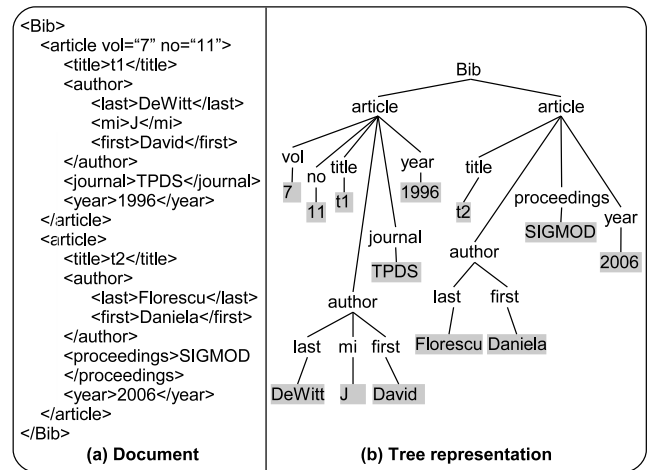 <Bib>
<article vol=“7” no=“11”>
<title>t1</title>
<author>
<last>DeWitt</last>
<mi>J</mi>
<first>David</first>
</author>
<journal>TPDS</journal>
<year>1996</year>
</article>
<article>
<title>t2</title>
<author>
<last>Florescu</last>
<first>Daniela</first>
</author>
<proceedings>SIGMOD
</proceedings>
<year>2006</year>
</article>
</Bib>
(a) Document
Bib
article article
vol no title year
7 11 t1 1996
journal
TPDS
author
last mi first
DeWitt J David
title proceedings year
t2 SIGMOD 2006
author
last first
Florescu Daniela
(b) Tree representation